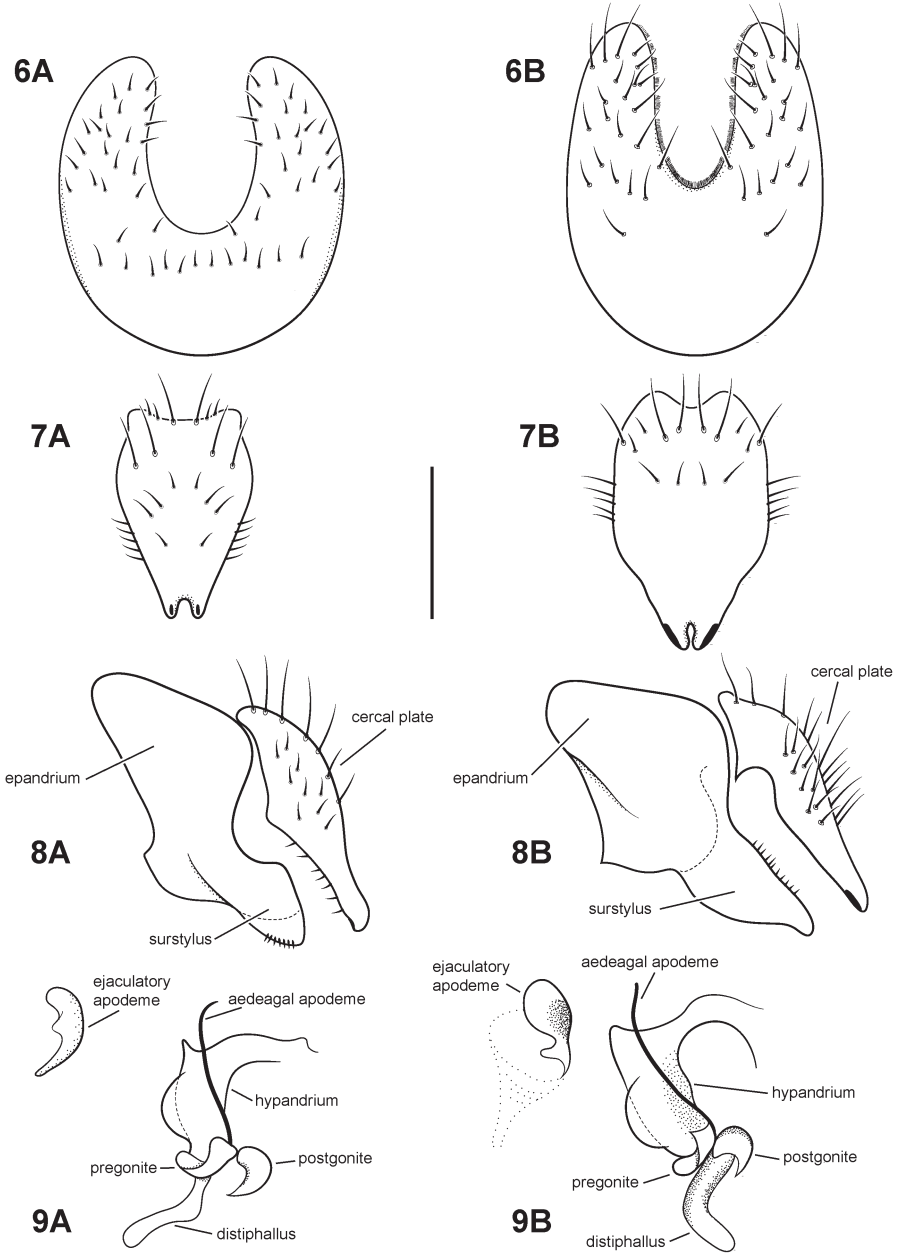 6A
6B
7A
7B
cercal plate
epandrium
8A
surstylus
cercal plate
epandrium
8B
surstylus
ejaculatory
apodeme
aedeagal apodeme
hypandrium
pregonite
postgonite
9A
distiphallus
ejaculatory
apodeme
aedeagal apodeme
hypandrium
postgonite
pregonite
9B
distiphallus